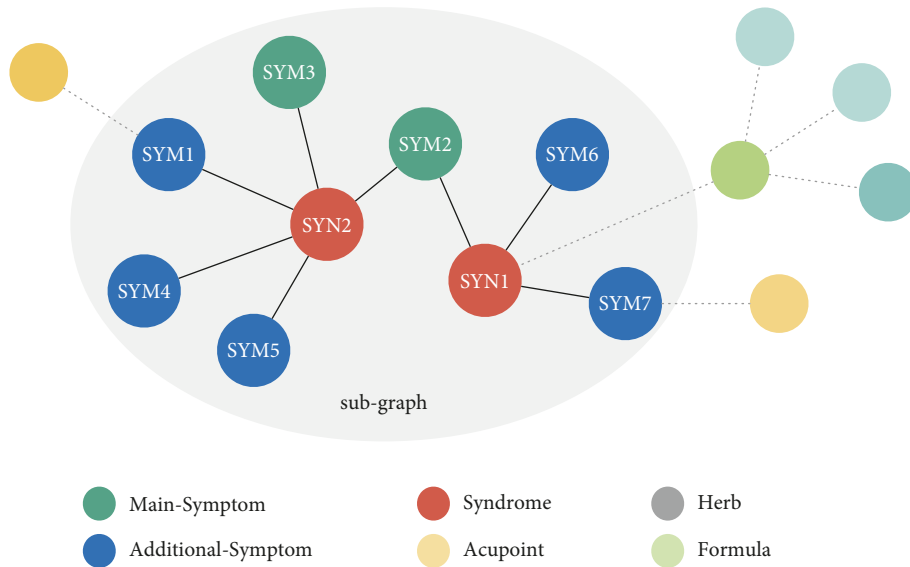 SYM3
SYM2
SYM1
SYM6
SYN2
SYN1
SYM4
SYM7
SYM5
sub-graph
Main-Symptom
Syndrome
Herb
Additional-Symptom
Acupoint
Formula